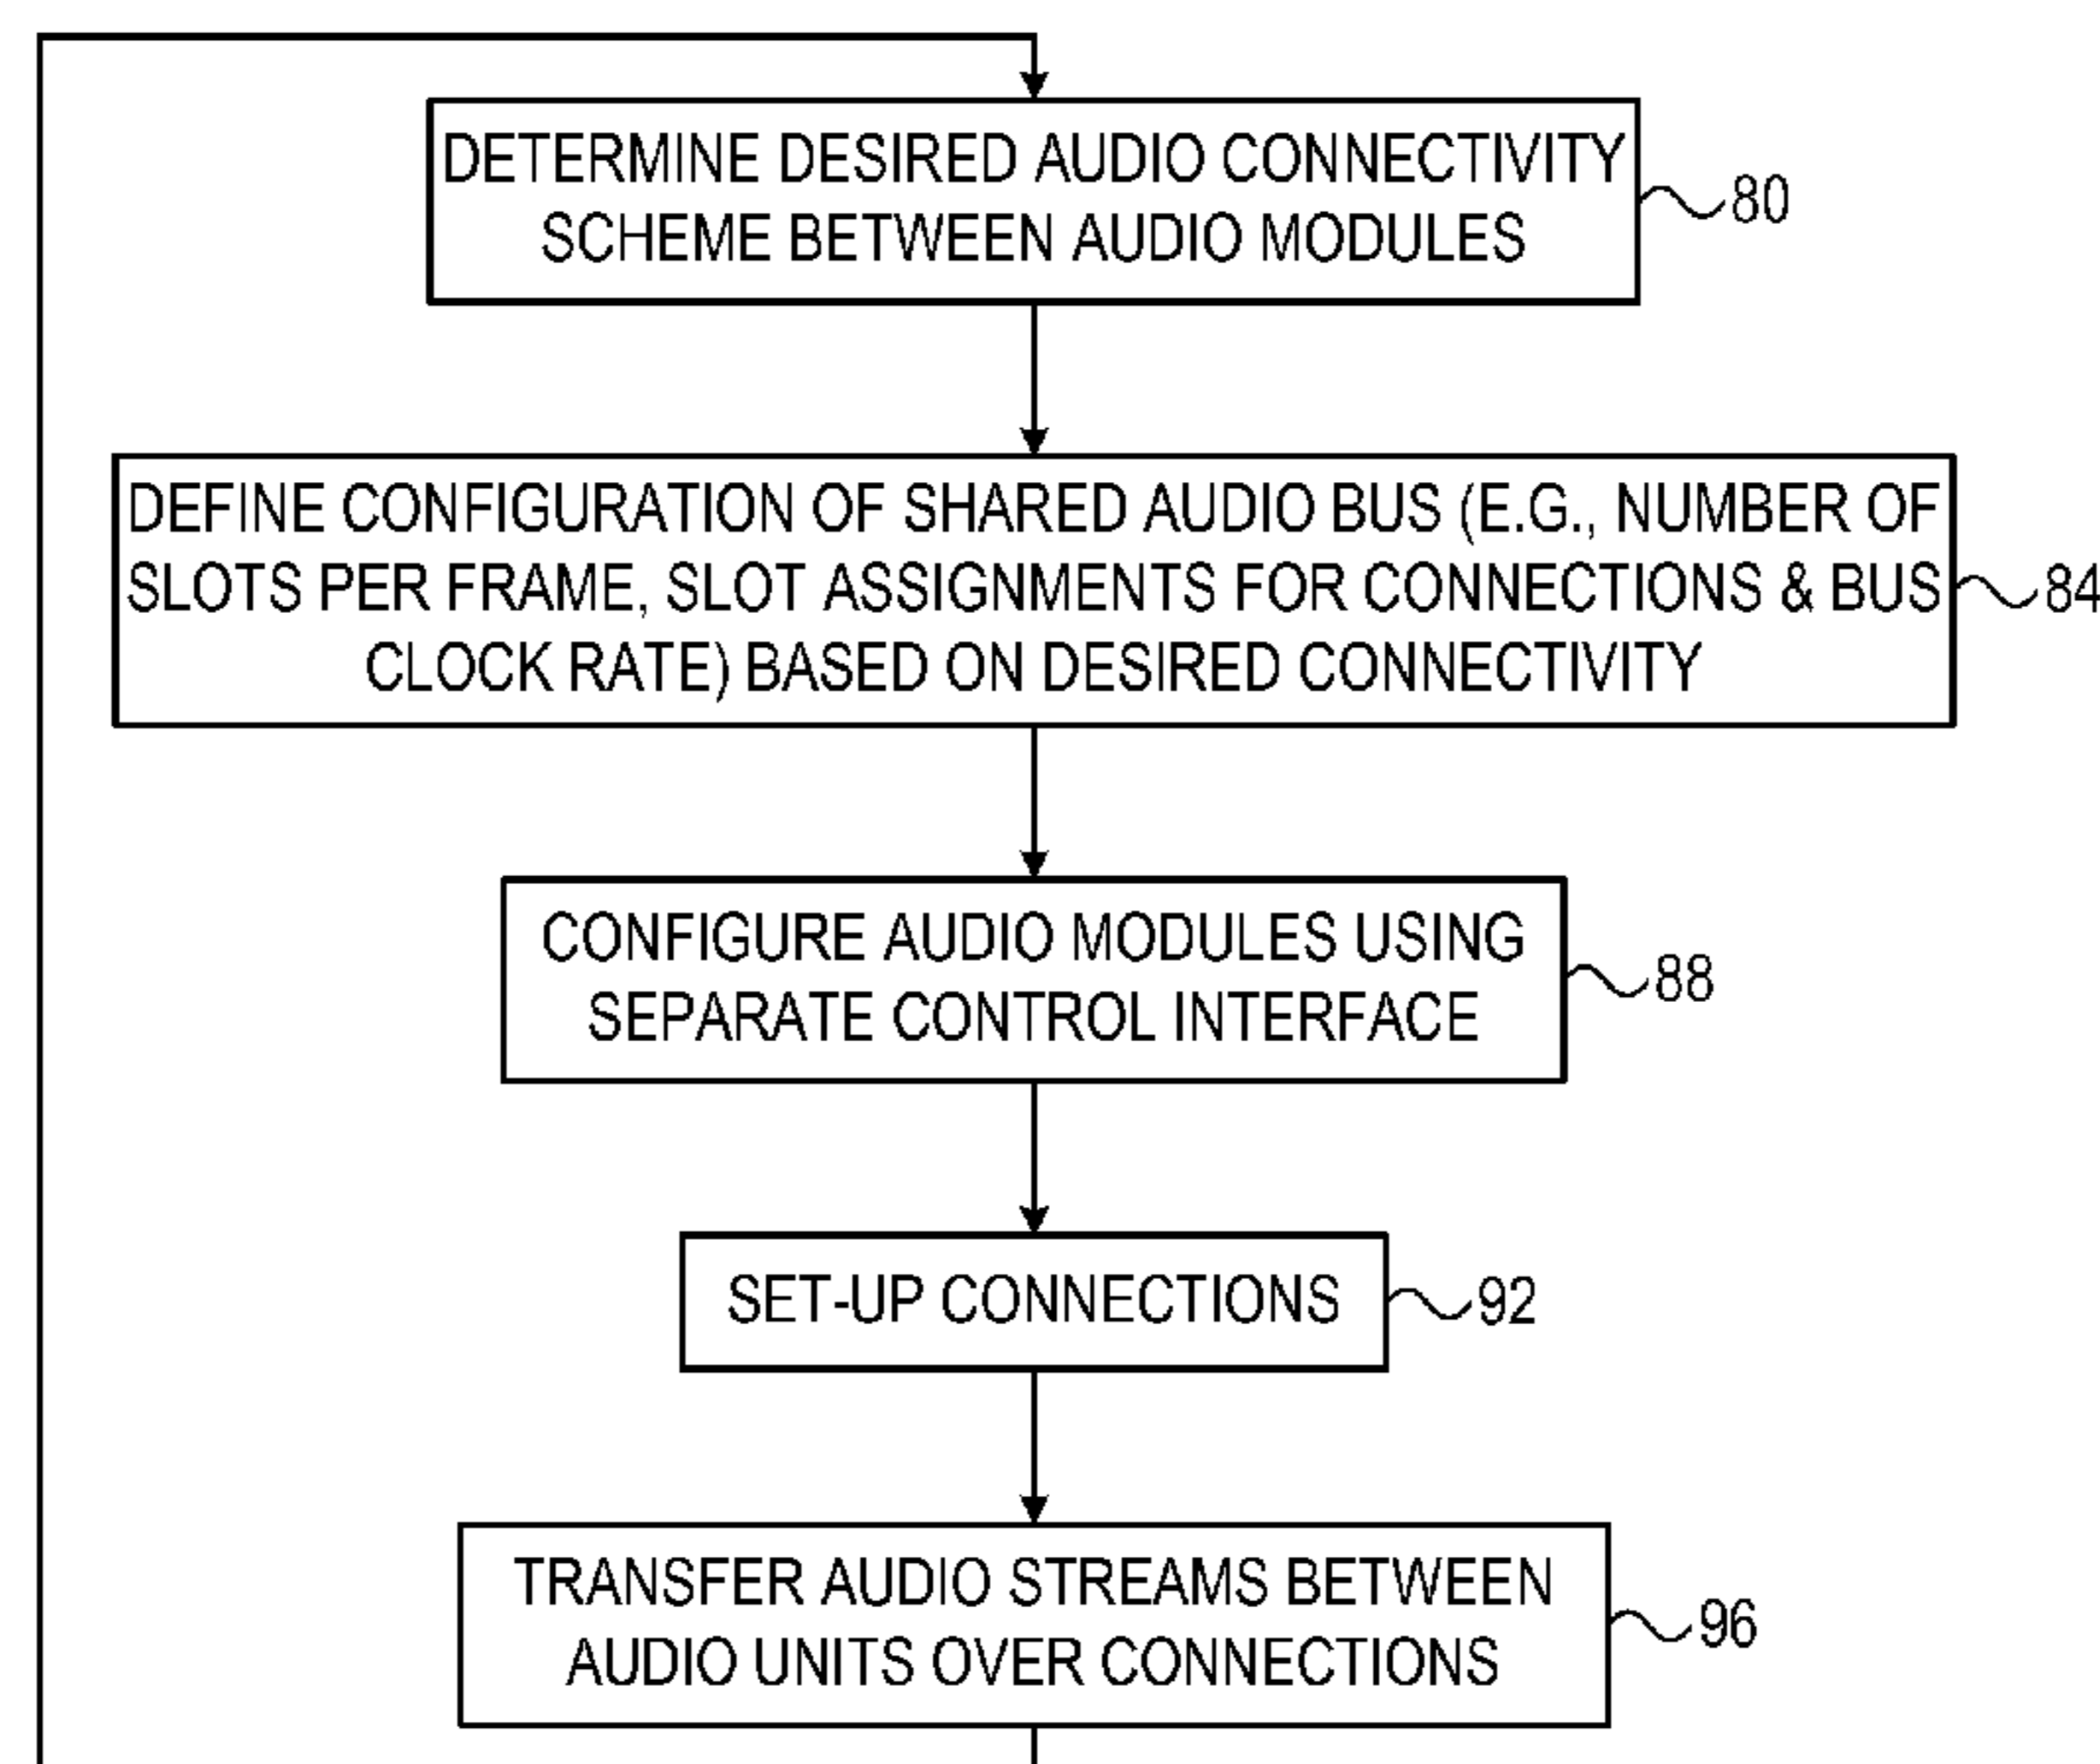 DETERMINE DESIRED AUDIO CONNECTIVITY
SCHEME BETWEEN AUDIO MODULES
80
DEFINE CONFIGURATION OF SHARED AUDIO BUS (E.G., NUMBER OF
SLOTS PER FRAME, SLOT ASSIGNMENTS FOR CONNECTIONS & BUS
CLOCK RATE) BASED ON DESIRED CONNECTIVITY
84
CONFIGURE AUDIO MODULES USING
SEPARATE CONTROL INTERFACE
88
SET-UP CONNECTIONS
92
TRANSFER AUDIO STREAMS BETWEEN
AUDIO UNITS OVER CONNECTIONS
96